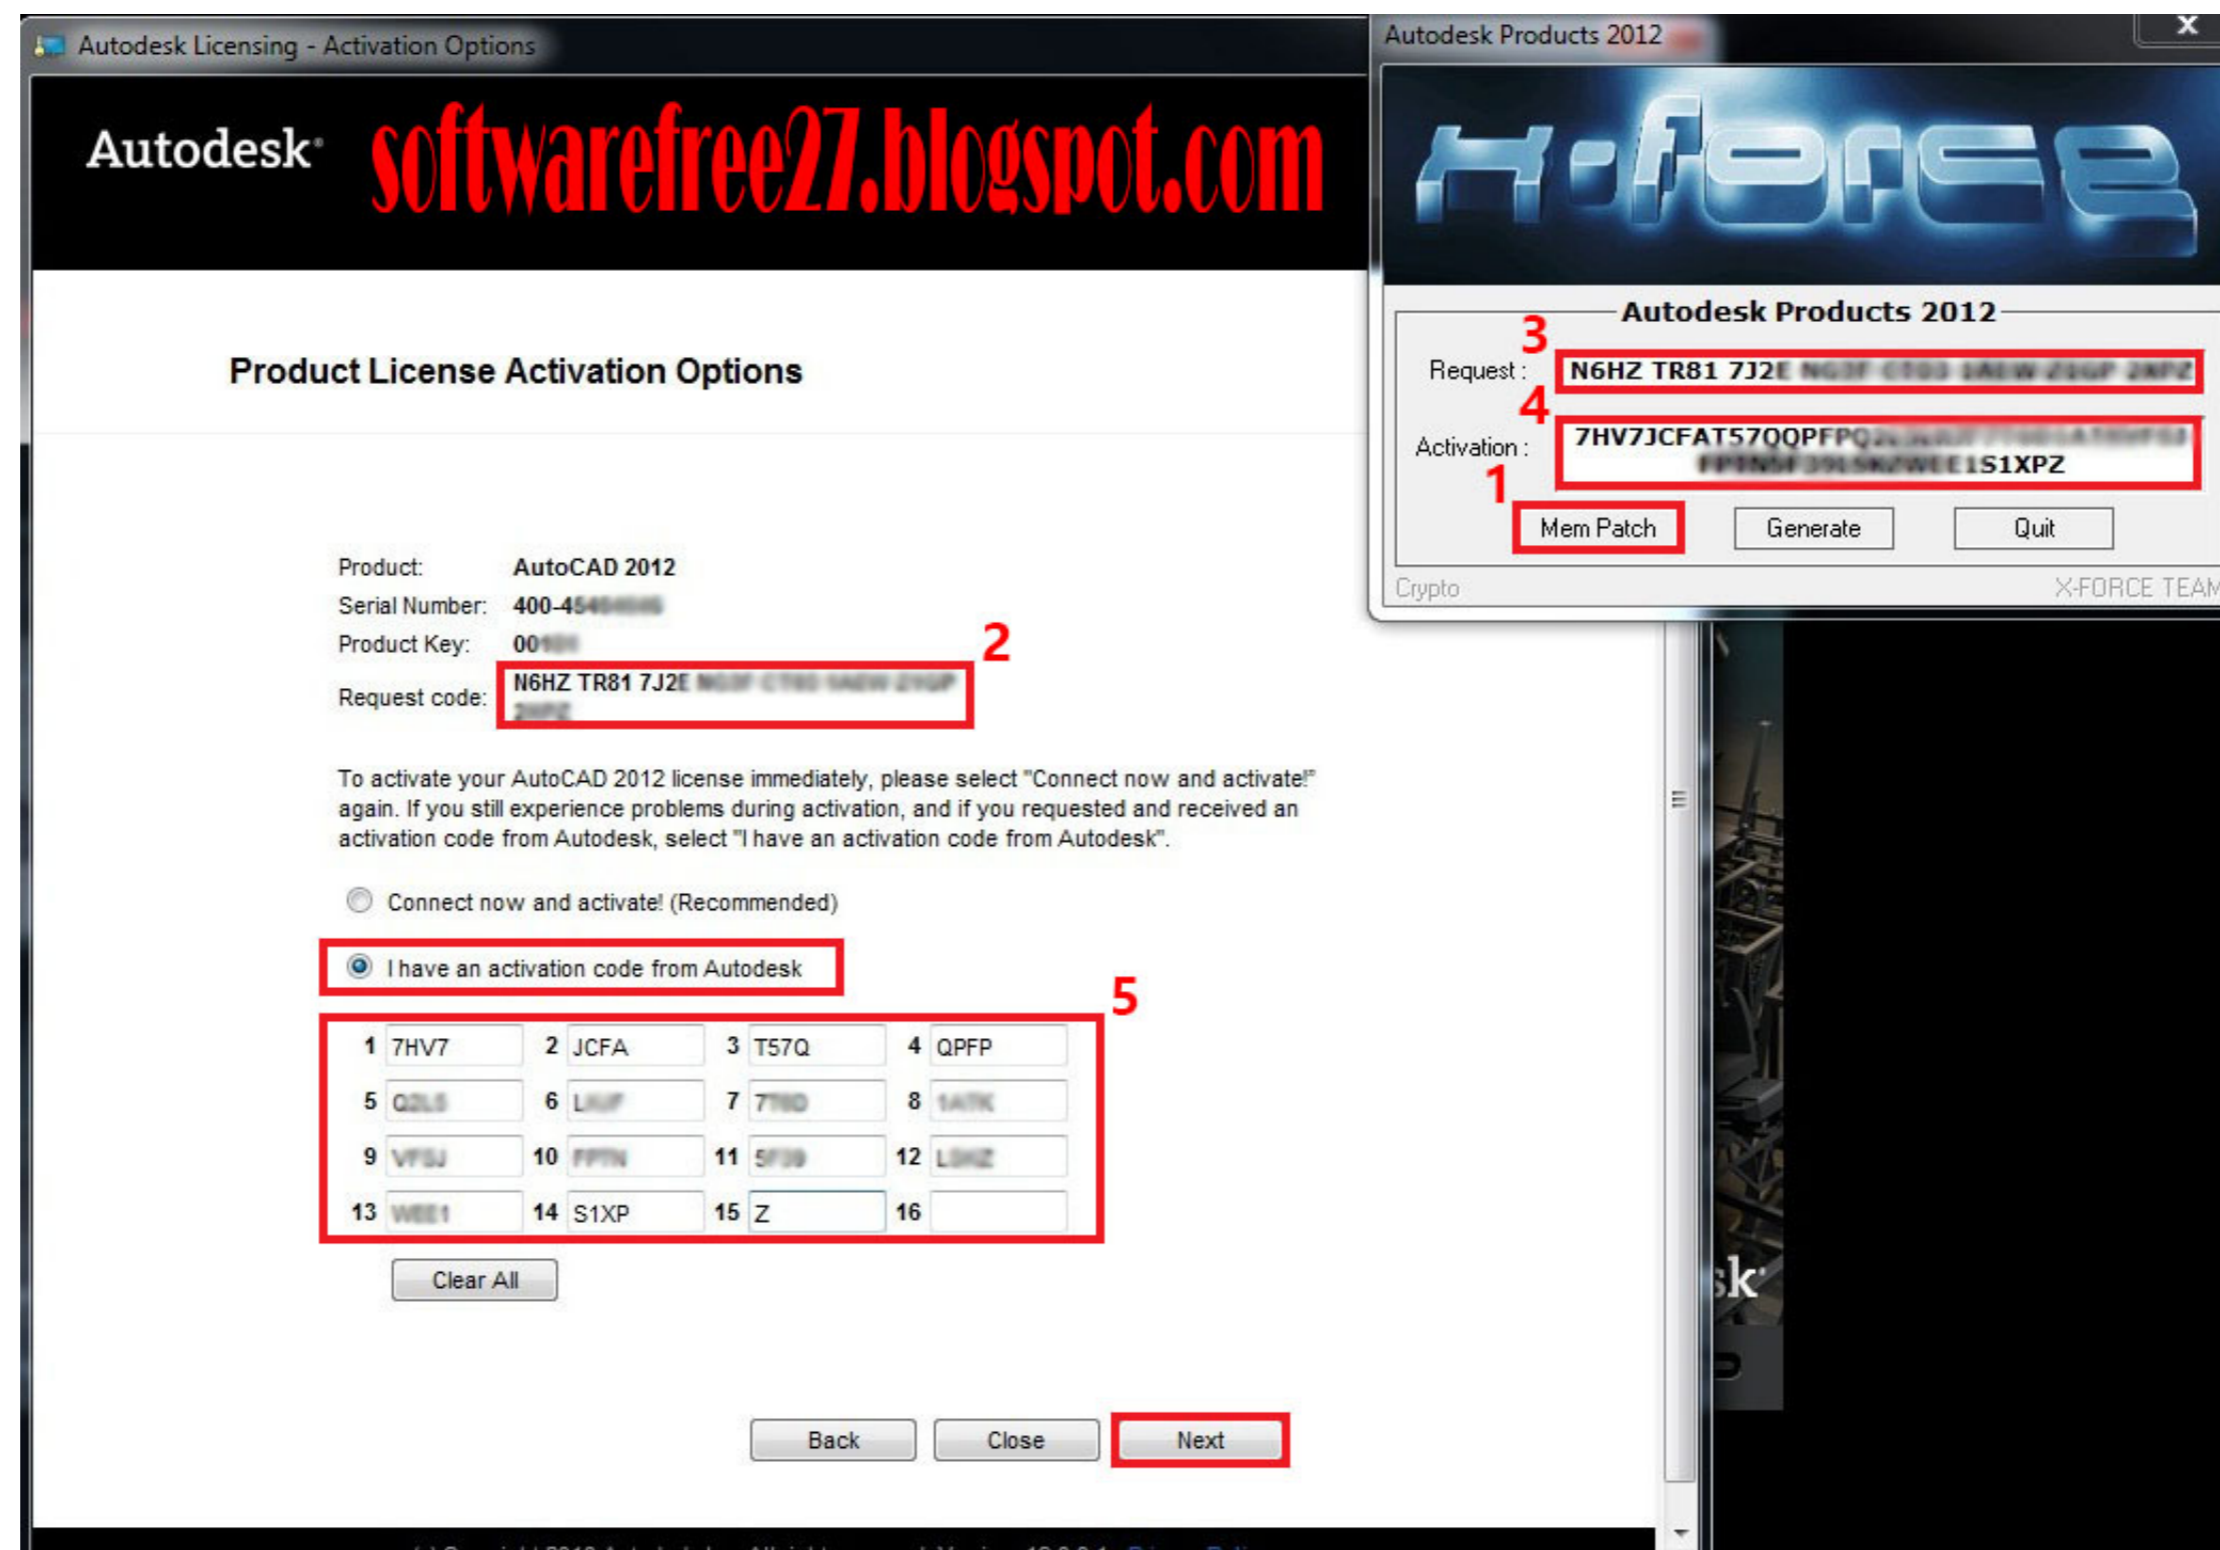 Autodesk Licensing - Activation Options
Autodesk
softwarefree27.blogspot.com
Product License Activation Options
Product: AutoCAD 2012
Serial Number: 400-45
Product Key: 00
2
Request code: N6HZ TR81 7J2E
To activate your AutoCAD 2012 license immediately, please select "Connect now and activate!"
again. If you still experience problems during activation, and if you requested and received an
activation code from Autodesk, select "I have an activation code from Autodesk".
Connect now and activate! (Recommended)
I have an activation code from Autodesk
5
1 7HV7 2 JCFA 3 T57Q 4 QPFP
5 6 7 8
9 10 11 12
13 14 S1XP 15 Z 16
Clear All
Back Close Next
Autodesk Products 2012
x
X-FORCE
Autodesk Products 2012
3
Request : N6HZ TR81 7J2E
4
Activation : 7HV7JCFAT57QQPFPQ
S1XPZ
1
Mem Patch Generate Quit
Crypto X-FORCE TEAM
sk